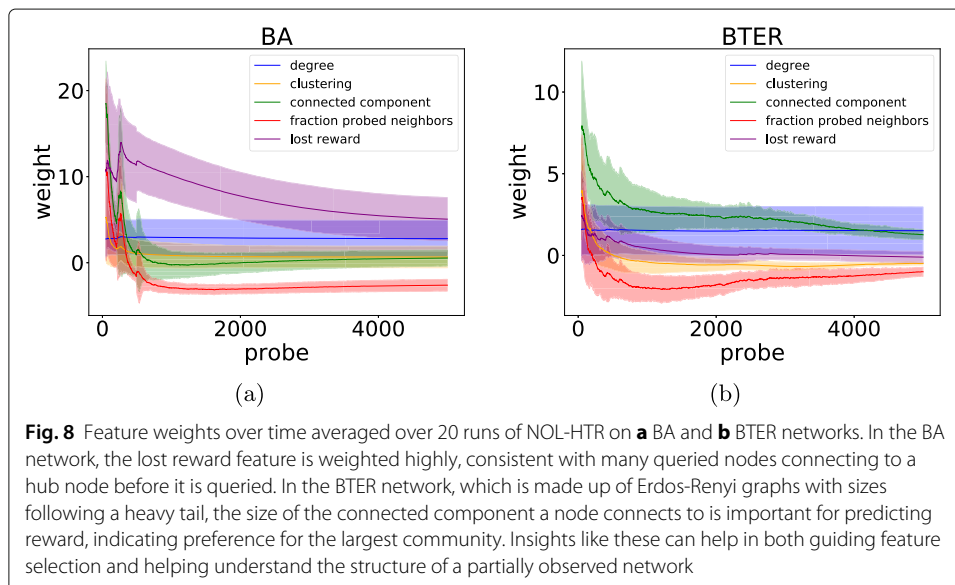 BA
degree
clustering
connected component
fraction probed neighbors
lost reward
20
10
0
weight
0
2000
4000
probe
(a)
BTER
degree
clustering
connected component
fraction probed neighbors
lost reward
10
5
0
weight
0
2000
4000
probe
(b)
Fig. 8 Feature weights over time averaged over 20 runs of NOL-HTR on a BA and b BTER networks. In the BA
network, the lost reward feature is weighted highly, consistent with many queried nodes connecting to a
hub node before it is queried. In the BTER network, which is made up of Erdos-Renyi graphs with sizes
following a heavy tail, the size of the connected component a node connects to is important for predicting
reward, indicating preference for the largest community. Insights like these can help in both guiding feature
selection and helping understand the structure of a partially observed network